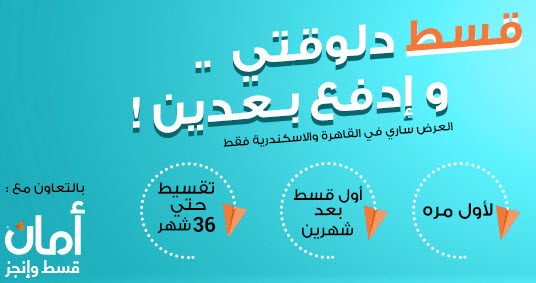 قسط دلوقتي ..
و إدفع بعدين !
العرض ساري في القاهرة والاسكندرية فقط
لأول مره
أول قسط
بعد
شهرين
تقسيط
حتي
36 شهر
بالتعاون مع :
أمان
قسط وإنجز